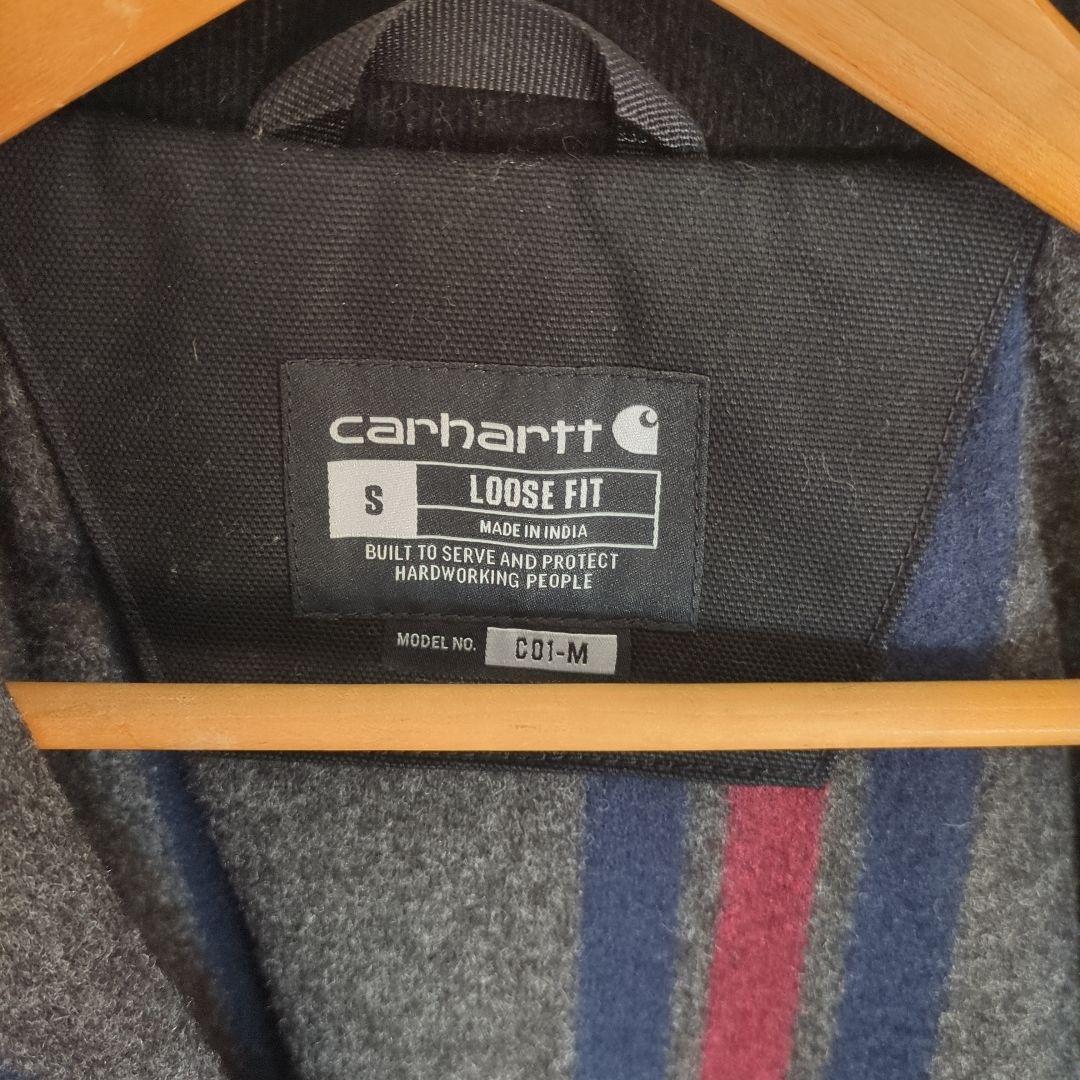 carhartt
S LOOSE FIT
MADE IN INDIA
BUILT TO SERVE AND PROTECT
HARDWORKING PEOPLE
MODEL NO. C01-M